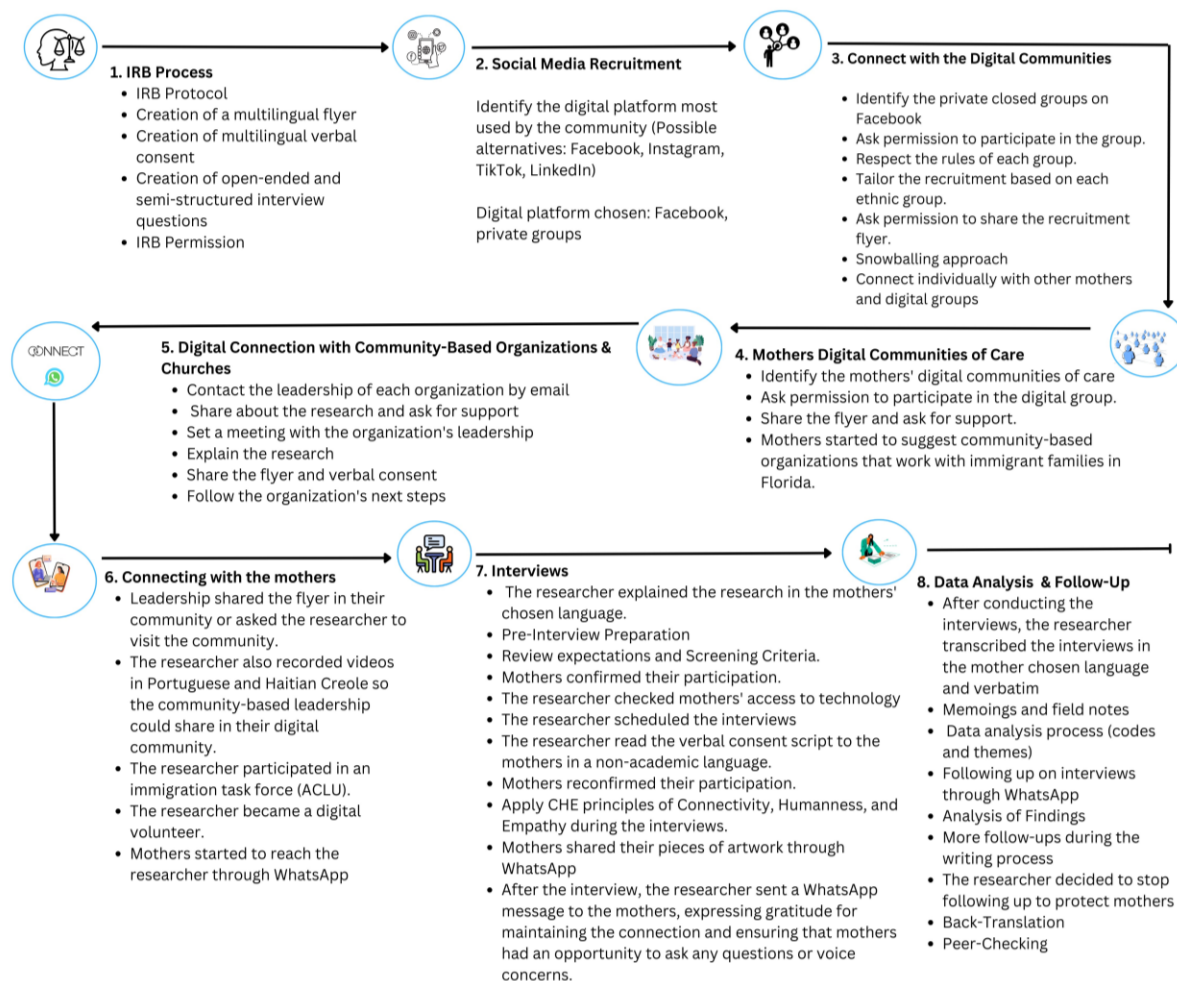 1. IRB Process
IRB Protocol
Creation of a multilingual flyer
Creation of multilingual verbal
consent
Creation of open-ended and
semi-structured interview
questions
IRB Permission
2. Social Media Recruitment
Identify the digital platform most
used by the community (Possible
alternatives: Facebook, Instagram,
TikTok, LinkedIn)
Digital platform chosen: Facebook,
private groups
3. Connect with the Digital Communities
Identify the private closed groups on
Facebook
Ask permission to participate in the group.
Respect the rules of each group.
Tailor the recruitment based on each
ethnic group.
Ask permission to share the recruitment
flyer.
Snowballing approach
Connect individually with other mothers
and digital groups
4. Mothers Digital Communities of Care
Identify the mothers' digital communities of care
Ask permission to participate in the digital group.
Share the flyer and ask for support.
Mothers started to suggest community-based
organizations that work with immigrant families in
Florida.
5. Digital Connection with Community-Based Organizations &
Churches
Contact the leadership of each organization by email
Share about the research and ask for support
Set a meeting with the organization's leadership
Explain the research
Share the flyer and verbal consent
Follow the organization's next steps
CONNECT
6. Connecting with the mothers
Leadership shared the flyer in their
community or asked the researcher to
visit the community.
The researcher also recorded videos
in Portuguese and Haitian Creole so
the community-based leadership
could share in their digital
community.
The researcher participated in an
immigration task force (ACLU).
The researcher became a digital
volunteer.
Mothers started to reach the
researcher through WhatsApp
7. Interviews
The researcher explained the research in the mothers'
chosen language.
Pre-Interview Preparation
Review expectations and Screening Criteria.
Mothers confirmed their participation.
The researcher checked mothers' access to technology
The researcher scheduled the interviews
The researcher read the verbal consent script to the
mothers in a non-academic language.
Mothers reconfirmed their participation.
Apply CHE principles of Connectivity, Humanness, and
Empathy during the interviews.
Mothers shared their pieces of artwork through
WhatsApp
After the interview, the researcher sent a WhatsApp
message to the mothers, expressing gratitude for
maintaining the connection and ensuring that mothers
had an opportunity to ask any questions or voice
concerns.
8. Data Analysis & Follow-Up
After conducting the
interviews, the researcher
transcribed the interviews in
the mother chosen language
and verbatim
Memoings and field notes
Data analysis process (codes
and themes)
Following up on interviews
through WhatsApp
Analysis of Findings
More follow-ups during the
writing process
The researcher decided to stop
following up to protect mothers
Back-Translation
Peer-Checking